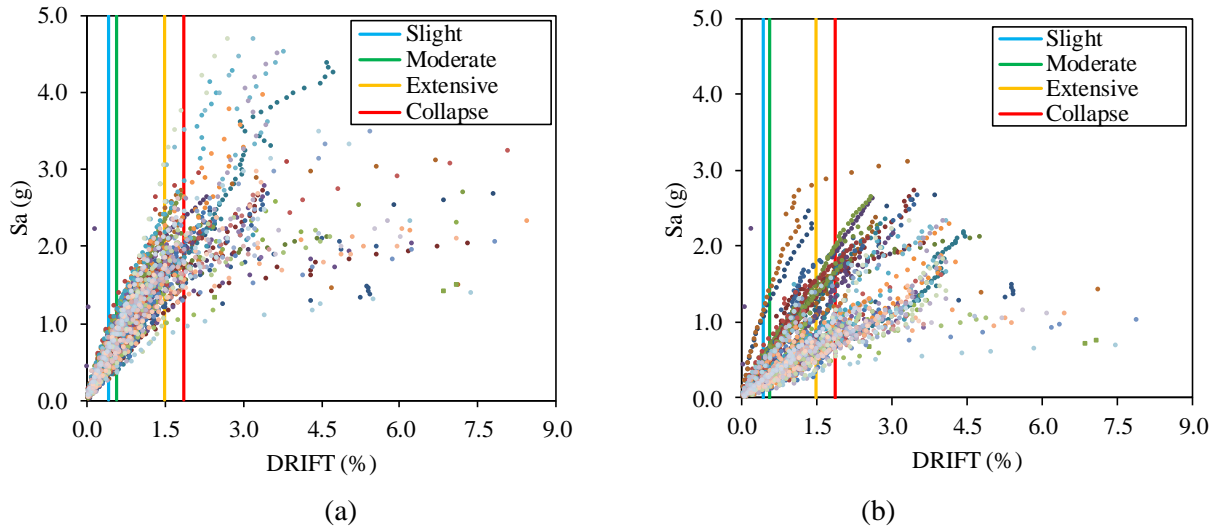 5.0
4.0
3.0
2.0
1.0
0.0
Sa (g)
Slight
Moderate
Extensive
Collapse
0.0 1.5 3.0 4.5 6.0 7.5 9.0
DRIFT (%)
(a)
5.0
4.0
3.0
2.0
1.0
0.0
Sa (g)
Slight
Moderate
Extensive
Collapse
0.0 1.5 3.0 4.5 6.0 7.5 9.0
DRIFT (%)
(b)